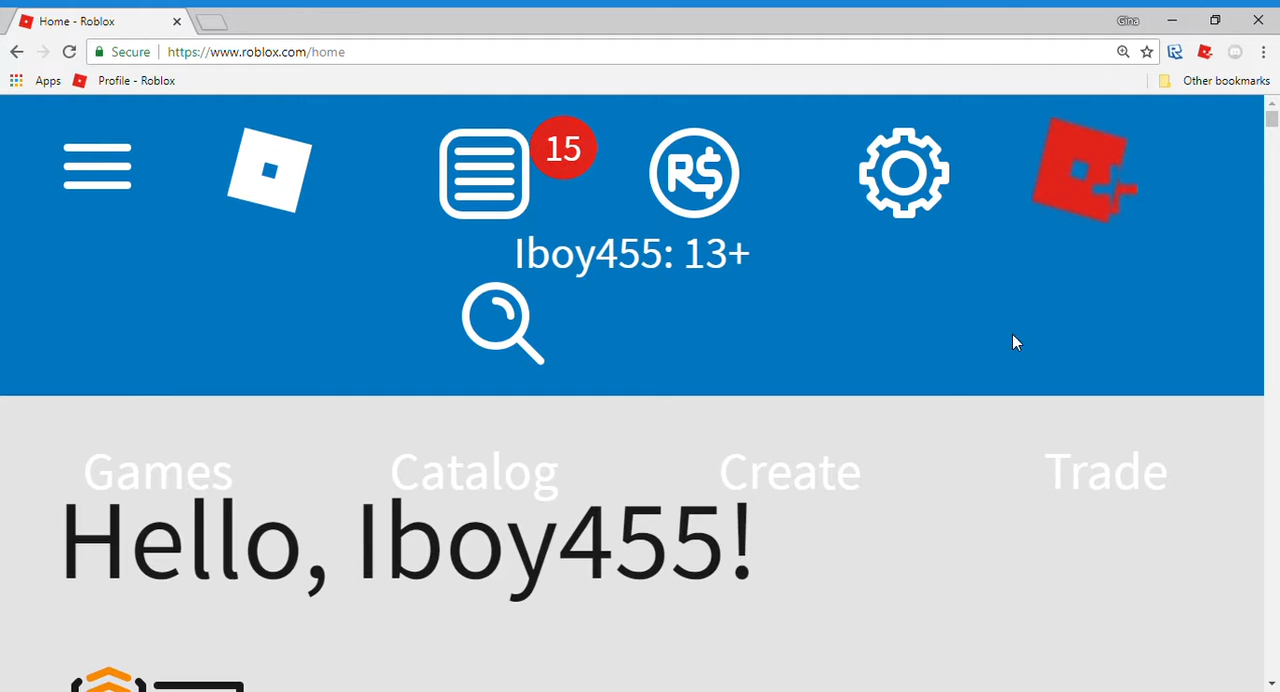 Home - Roblox
Gina
Secure https://www.roblox.com/home
Apps Profile - Roblox Other bookmarks
15
R$
Iboy455: 13+
Games Catalog Create Trade
Hello, Iboy455!